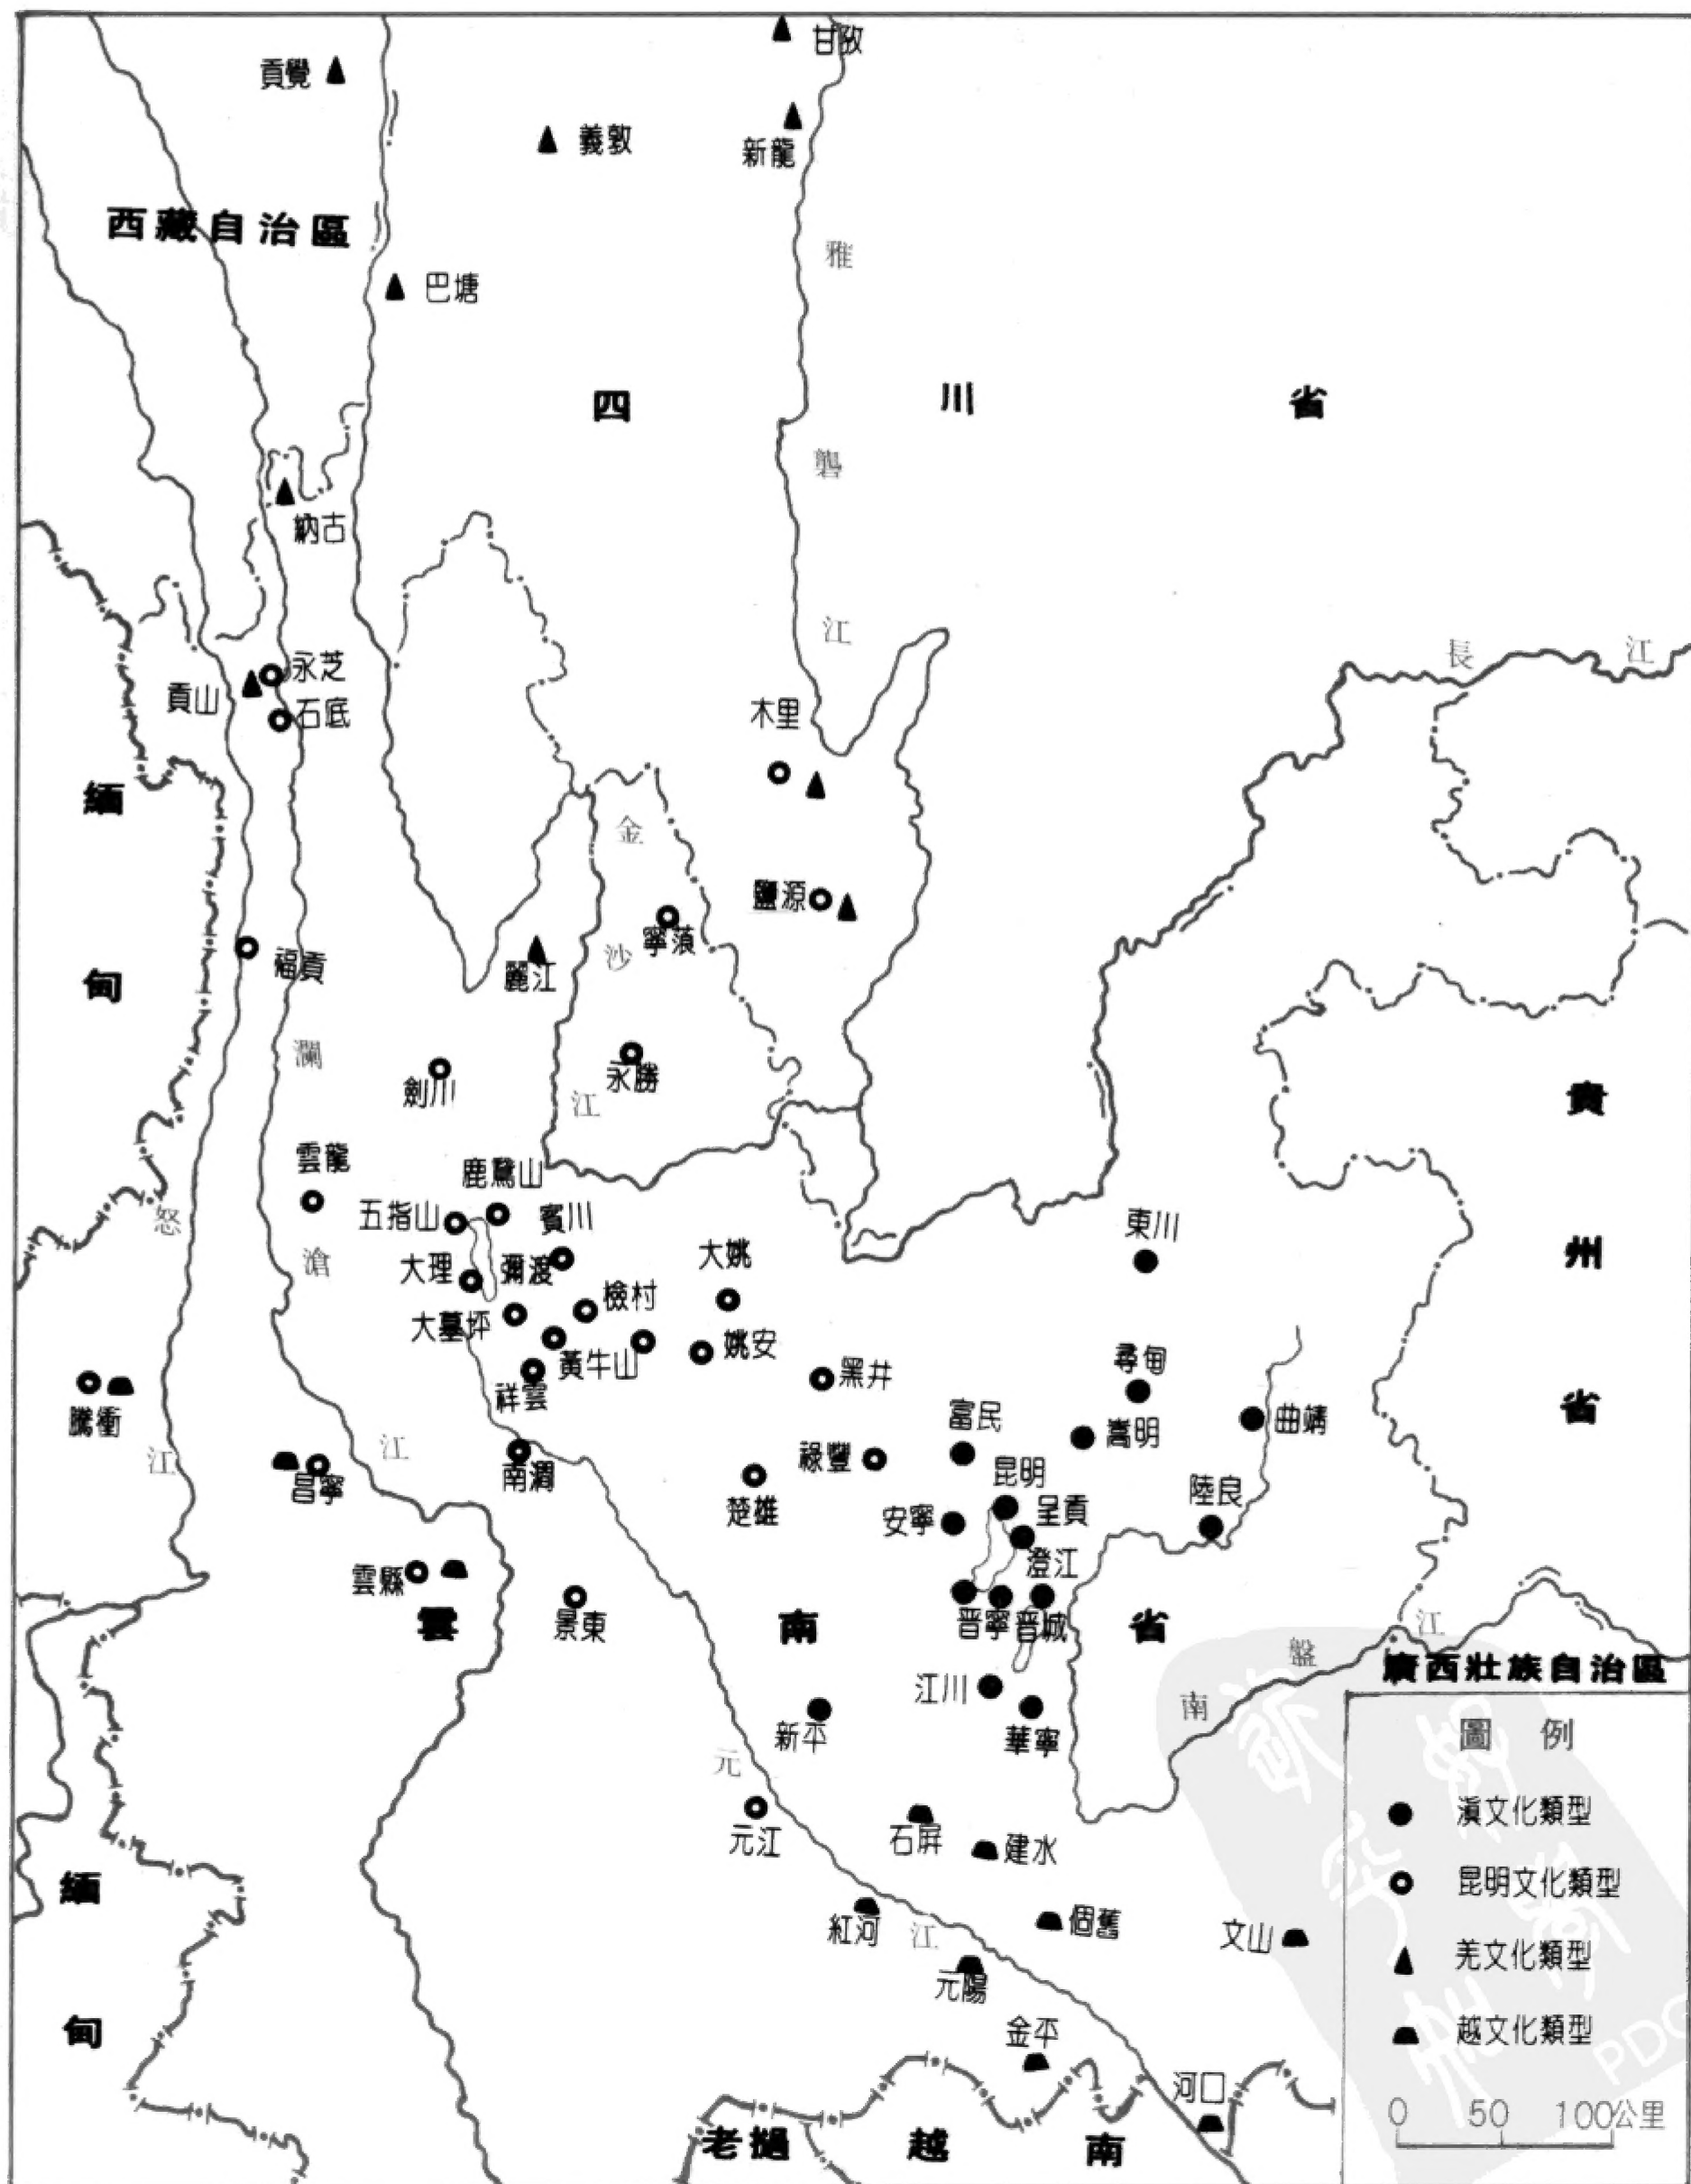 甘孜
貢覺
義敦
新龍
西藏自治區
雅
巴塘
四川省
礱
納古
江
長江
永芝
貢山
石底
木里
緬甸
金
鹽源
寧蒗
沙
福貢
麗江
瀾
永勝
劍川
江
貴州省
雲龍
鹿鵞山
怒
五指山
賓川
東川
滄
大理
彌渡
大姚
檢村
大墓坪
姚安
黃牛山
尋甸
黑井
祥雲
騰衝
富民
嵩明
曲靖
江
江
祿豐
昆明
南澗
昌寧
楚雄
安寧
呈貢
陸良
澄江
雲縣
雲南省
景東
晉寧
晉城
江
盤
南
廣西壯族自治區
江川
新平
華寧
元
元江
石屏
建水
紅河
江
個舊
文山
緬甸
元陽
金平
河口
老撾
越南
圖例
滇文化類型
昆明文化類型
羌文化類型
越文化類型
0 50 100公里
PDG